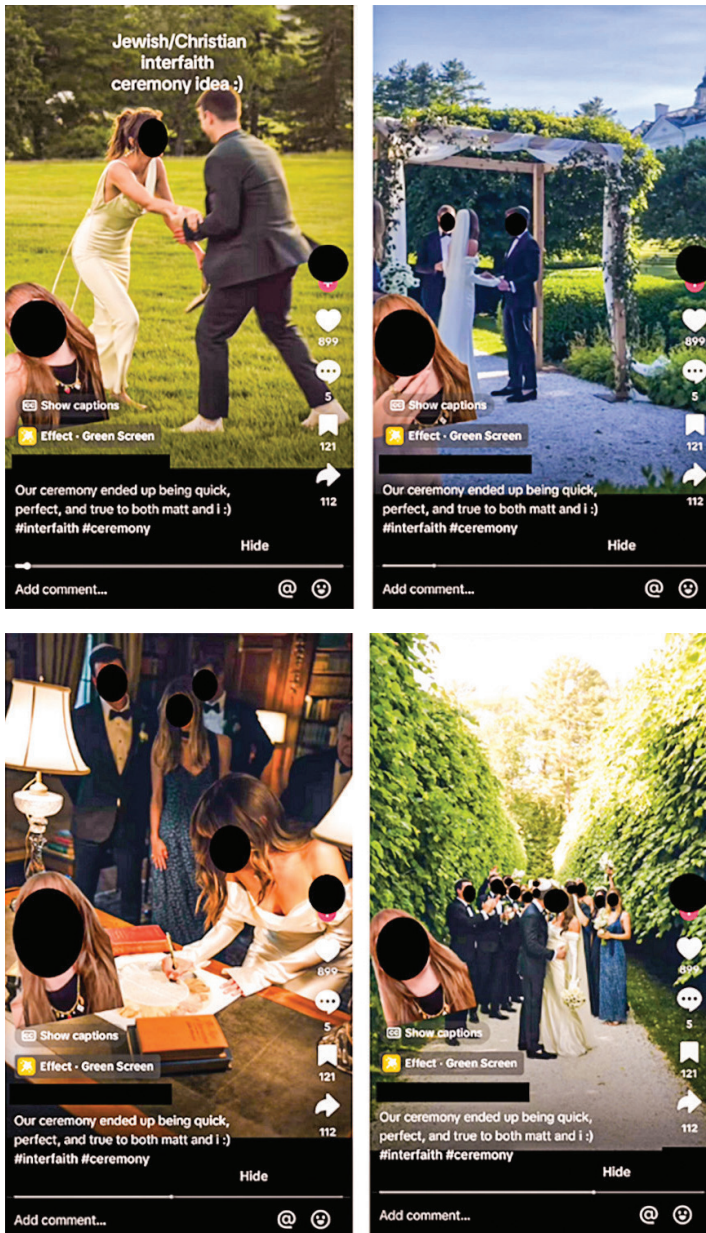 Jewish/Christian
interfaith
ceremony idea :)
899
5
CC Show captions
Effect · Green Screen
121
112
Our ceremony ended up being quick,
perfect, and true to both matt and i :)
#interfaith #ceremony
Hide
Add comment...
899
5
CC Show captions
Effect · Green Screen
121
112
Our ceremony ended up being quick,
perfect, and true to both matt and i :)
#interfaith #ceremony
Hide
Add comment...
899
5
CC Show captions
Effect · Green Screen
121
112
Our ceremony ended up being quick,
perfect, and true to both matt and i :)
#interfaith #ceremony
Hide
Add comment...
899
5
CC Show captions
Effect · Green Screen
121
112
Our ceremony ended up being quick,
perfect, and true to both matt and i :)
#interfaith #ceremony
Hide
Add comment...